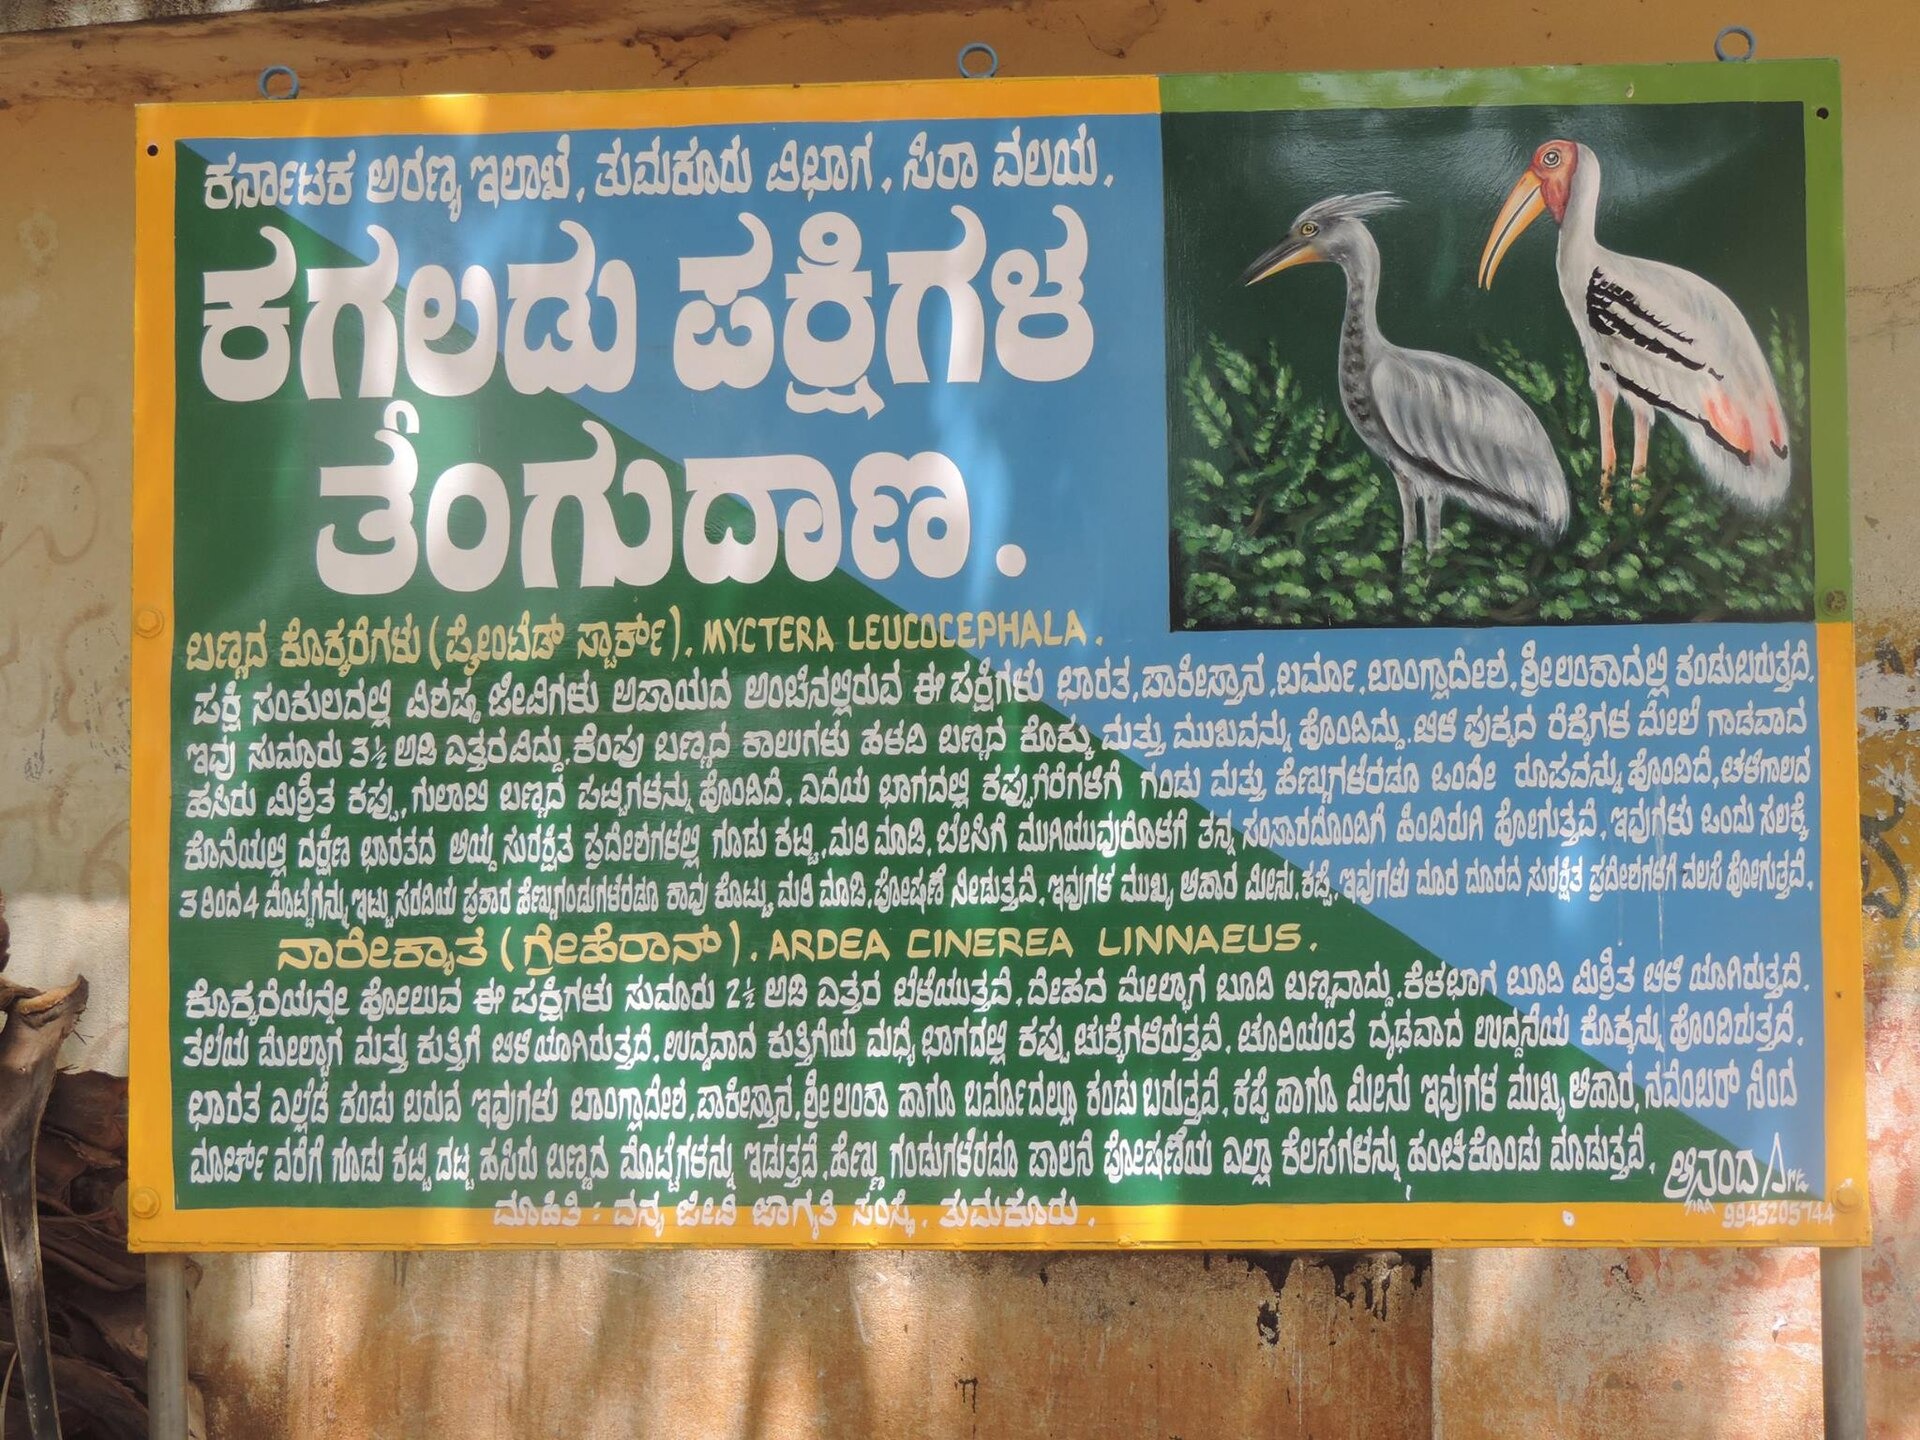 ಕರ್ನಾಟಕ ಅರಣ್ಯ ಇಲಾಖೆ, ತುಮಕೂರು ವಿಭಾಗ, ಸಿರಾ ವಲಯ.
ಕಗ್ಗಲಡು ಪಕ್ಷಿಗಳ
ತಂಗುದಾಣ.
ಬಣ್ಣದ ಕೊಕ್ಕರೆಗಳು (ಪ್ರೇಂಟೆಡ್ ಸ್ಟಾರ್ಕ್). MYCTERA LEUCOCEPHALA.
ಪಕ್ಷಿ ಸಂಕುಲದಲ್ಲಿ ವಿಶಿಷ್ಠ ಜೀವಿಗಳು ಅಪಾಯದ ಅಂಚಿನಲ್ಲಿರುವ ಈ ಪಕ್ಷಿಗಳು ಭಾರತ, ಪಾಕೀಸ್ತಾನ, ಬರ್ಮಾ, ಬಾಂಗ್ಲಾದೇಶ, ಶ್ರೀಲಂಕಾದಲ್ಲಿ ಕಂಡುಬರುತ್ತದೆ.
ಇವು ಸುಮಾರು 3½ ಅಡಿ ಎತ್ತರವಿದ್ದು. ಕೆಂಪು ಬಣ್ಣದ ಕಾಲುಗಳು ಹಳದಿ ಬಣ್ಣದ ಕೊಕ್ಕು ಮತ್ತು ಮುಖವನ್ನು ಹೊಂದಿದ್ದು. ಬಿಳಿ ಪುಕ್ಕದ ರೆಕ್ಕೆಗಳ ಮೇಲೆ ಗಾಡವಾದ
ಹಸಿರು ಮಿಶ್ರಿತ ಕಪ್ಪು, ಗುಲಾಬಿ ಬಣ್ಣದ ಪಟ್ಟಿಗಳನ್ನು ಹೊಂದಿದೆ. ಎದೆಯ ಭಾಗದಲ್ಲಿ ಕಪ್ಪುಗೆರೆಗಳಿಗೆ ಗಂಡು ಮತ್ತು ಹೆಣ್ಣುಗಳೆರಡೂ ಒಂದೇ ರೂಪವನ್ನು ಹೊಂದಿದೆ, ಚಳಿಗಾಲದ
ಕೊನೆಯಲ್ಲಿ ದಕ್ಷಿಣ ಭಾರತದ ಆಯ್ದ ಸುರಕ್ಷಿತ ಪ್ರದೇಶಗಳಲ್ಲಿ ಗೂಡು ಕಟ್ಟಿ, ಮರಿ ಮಾಡಿ, ಬೇಸಿಗೆ ಮುಗಿಯುವುರೊಳಗೆ ತನ್ನ ಸಂಸಾರದೊಂದಿಗೆ ಹಿಂದಿರುಗಿ ಹೋಗುತ್ತವೆ. ಇವುಗಳು ಒಂದು ಸಲಕ್ಕೆ
3 ರಿಂದ 4 ಮೊಟ್ಟೆಗನ್ನು ಇಟ್ಟು ಸರದಿಯ ಪ್ರಕಾರ ಹೆಣ್ಣುಗಂಡುಗಳೆರಡೂ ಕಾವು ಕೊಟ್ಟು, ಮರಿ ಮಾಡಿ, ಪೋಷಣೆ ನೀಡುತ್ತವೆ. ಇವುಗಳ ಮುಖ್ಯ ಆಹಾರ ಮೀನು, ಕಪ್ಪೆ. ಇವುಗಳು ದೂರ ದೂರದ ಸುರಕ್ಷಿತ ಪ್ರದೇಶಗಳಿಗೆ ವಲಸೆ ಹೋಗುತ್ತವೆ.
ನಾರೇಕ್ಯಾತ (ಗ್ರೇಹೆರಾನ್). ARDEA CINEREA LINNAEUS.
ಕೊಕ್ಕರೆಯನ್ನೇ ಹೋಲುವ ಈ ಪಕ್ಷಿಗಳು ಸುಮಾರು 2½ ಅಡಿ ಎತ್ತರ ಬೆಳೆಯುತ್ತವೆ. ದೇಹದ ಮೇಲ್ಭಾಗ ಬೂದಿ ಬಣ್ಣನಾದ್ದು. ಕೆಳಭಾಗ ಬೂದಿ ಮಿಶ್ರಿತ ಬಿಳಿ ಯಾಗಿರುತ್ತದೆ.
ತಲೆಯ ಮೇಲ್ಭಾಗ ಮತ್ತು ಕುತ್ತಿಗೆ ಬಿಳಿ ಯಾಗಿರುತ್ತದೆ. ಉದ್ದವಾದ ಕುತ್ತಿಗೆಯ ಮಧ್ಯೆ ಭಾಗದಲ್ಲಿ ಕಪ್ಪು ಚುಕ್ಕೆಗಳಿರುತ್ತವೆ. ಚೂರಿಯಂತ ದೃಢವಾದ ಉದ್ದನೆಯ ಕೊಕ್ಕನ್ನು ಹೊಂದಿರುತ್ತದೆ.
ಭಾರತ ಎಲ್ಲೆಡೆ ಕಂಡು ಬರುವ ಇವುಗಳು ಬಾಂಗ್ಲಾದೇಶ, ಪಾಕೀಸ್ತಾನ, ಶ್ರೀಲಂಕಾ ಹಾಗೂ ಬರ್ಮಾದಲ್ಲೂ ಕಂಡುಬರುತ್ತವೆ. ಕಪ್ಪೆ ಹಾಗೂ ಮೀನು ಇವುಗಳ ಮುಖ್ಯ ಆಹಾರ, ನವೆಂಬರ್ ನಿಂದ
ಮಾರ್ಚ್ ವರೆಗೆ ಗೂಡು ಕಟ್ಟಿ ದಟ್ಟ ಹಸಿರು ಬಣ್ಣದ ಮೊಟ್ಟೆಗಳನ್ನು ಇಡುತ್ತವೆ. ಹೆಣ್ಣು ಗಂಡುಗಳೆರಡೂ ಪಾಲನೆ ಪೋಷಣೆಯ ಎಲ್ಲಾ ಕೆಲಸಗಳನ್ನು ಹಂಚಿಕೊಂಡು ಮಾಡುತ್ತವೆ.
ಆನಂದ Arts
SIRA 9945205744
ಮಾಹಿತಿ : ವನ್ಯ ಜೀವಿ ಜಾಗೃತಿ ಸಂಸ್ಥೆ. ತುಮಕೂರು.